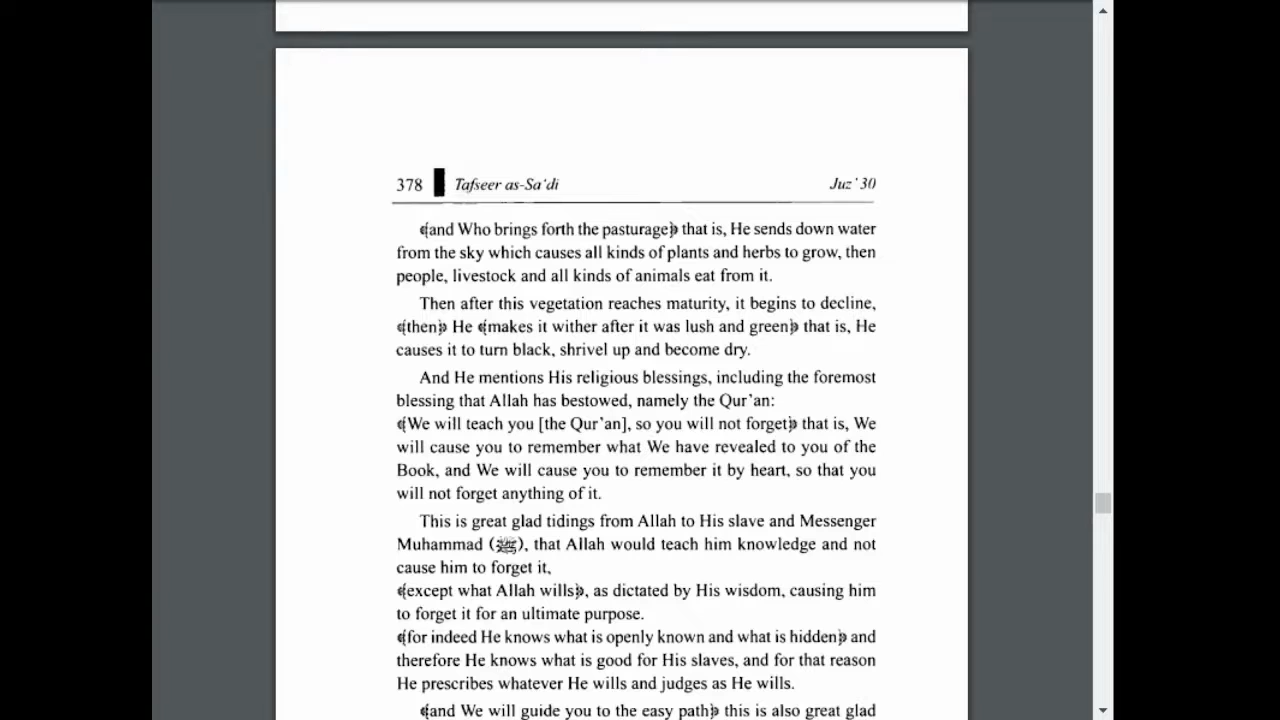 378 Tafseer as-Sa'di Juz' 30
﴾and Who brings forth the pasturage﴿ that is, He sends down water
from the sky which causes all kinds of plants and herbs to grow, then
people, livestock and all kinds of animals eat from it.
Then after this vegetation reaches maturity, it begins to decline,
﴾then﴿ He ﴾makes it wither after it was lush and green﴿ that is, He
causes it to turn black, shrivel up and become dry.
And He mentions His religious blessings, including the foremost
blessing that Allah has bestowed, namely the Qur'an:
﴾We will teach you [the Qur'an], so you will not forget﴿ that is, We
will cause you to remember what We have revealed to you of the
Book, and We will cause you to remember it by heart, so that you
will not forget anything of it.
This is great glad tidings from Allah to His slave and Messenger
Muhammad (ﷺ), that Allah would teach him knowledge and not
cause him to forget it,
﴾except what Allah wills﴿, as dictated by His wisdom, causing him
to forget it for an ultimate purpose.
﴾for indeed He knows what is openly known and what is hidden﴿ and
therefore He knows what is good for His slaves, and for that reason
He prescribes whatever He wills and judges as He wills.
﴾and We will guide you to the easy path﴿ this is also great glad